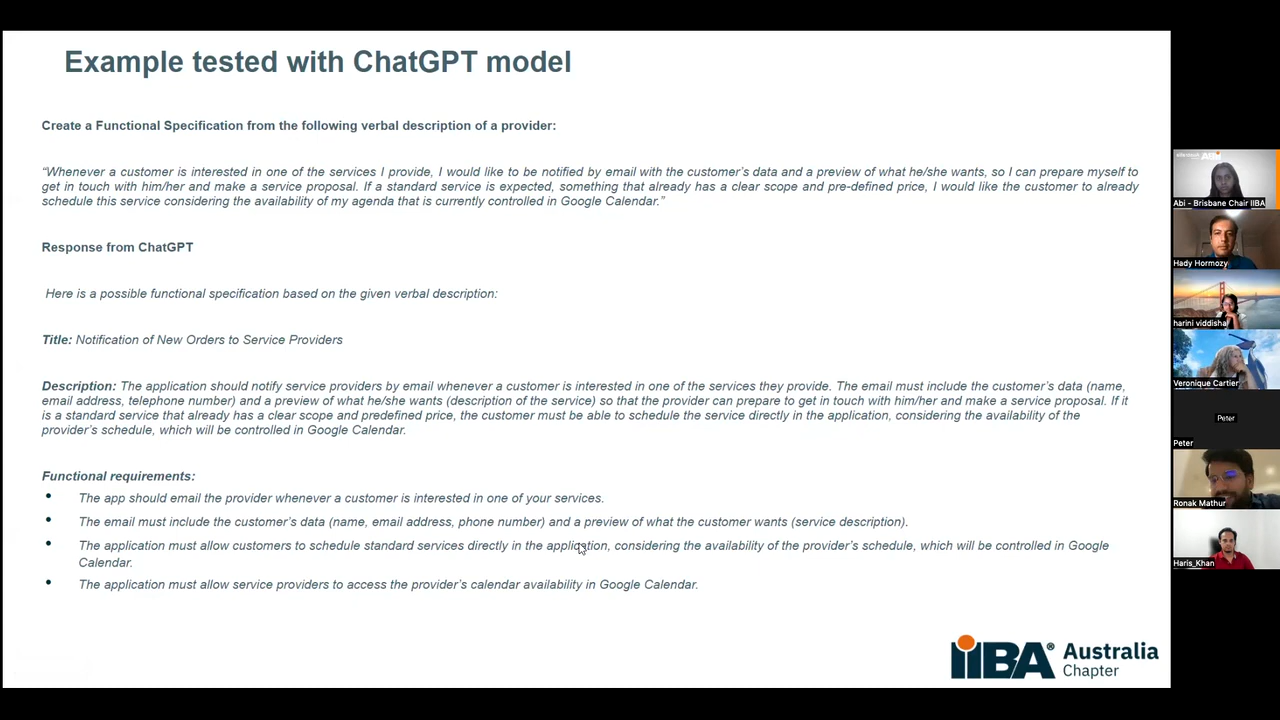 Example tested with ChatGPT model
Create a Functional Specification from the following verbal description of a provider:
“Whenever a customer is interested in one of the services I provide, I would like to be notified by email with the customer’s data and a preview of what he/she wants, so I can prepare myself to
get in touch with him/her and make a service proposal. If a standard service is expected, something that already has a clear scope and pre-defined price, I would like the customer to already
schedule this service considering the availability of my agenda that is currently controlled in Google Calendar.”
Response from ChatGPT
Here is a possible functional specification based on the given verbal description:
Title: Notification of New Orders to Service Providers
Description: The application should notify service providers by email whenever a customer is interested in one of the services they provide. The email must include the customer’s data (name,
email address, telephone number) and a preview of what he/she wants (description of the service) so that the provider can prepare to get in touch with him/her and make a service proposal. If it
is a standard service that already has a clear scope and predefined price, the customer must be able to schedule the service directly in the application, considering the availability of the
provider’s schedule, which will be controlled in Google Calendar.
Functional requirements:
• The app should email the provider whenever a customer is interested in one of your services.
• The email must include the customer’s data (name, email address, phone number) and a preview of what the customer wants (service description).
• The application must allow customers to schedule standard services directly in the application, considering the availability of the provider’s schedule, which will be controlled in Google
Calendar.
• The application must allow service providers to access the provider’s calendar availability in Google Calendar.
iiBA® Australia
Chapter
Abi - Brisbane Chair IIBA
Hady Hormozy
harini viddisha
Veronique Cartier
Peter
Peter
Ronak Mathur
Haris_Khan